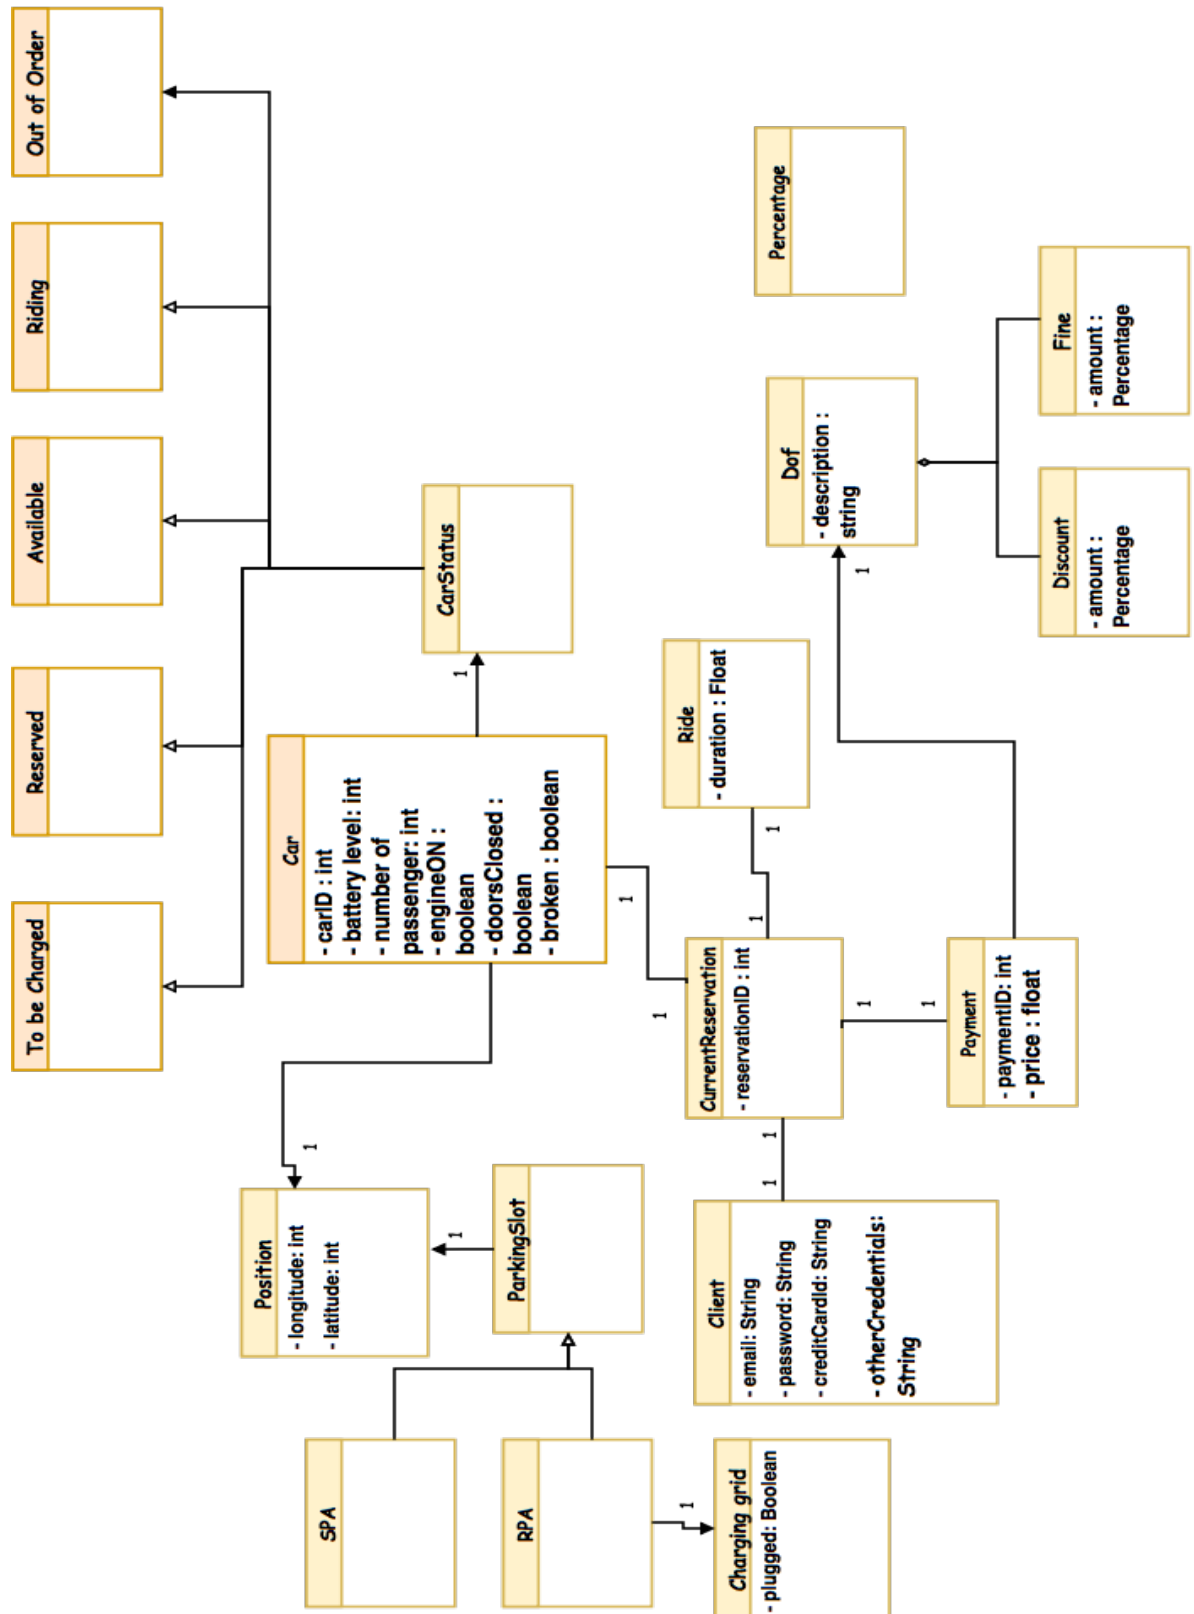 To be Charged
Reserved
Available
Riding
Out of Order
Car
- carID : int
- battery level: int
- number of
passenger: int
- engineON :
boolean
- doorsClosed :
boolean
- broken : boolean
CarStatus
1
Position
- longitude: int
- latitude: int
1
ParkingSlot
1
SPA
RPA
1
Charging grid
- plugged: Boolean
Client
- email: String
- password: String
- creditCardId: String
- otherCredentials:
String
1
1
CurrentReservation
- reservationID : int
1
1
1
1
Ride
- duration : Float
1
1
Payment
- paymentID: int
- price : float
1
Dof
- description :
string
Percentage
Discount
- amount :
Percentage
Fine
- amount :
Percentage